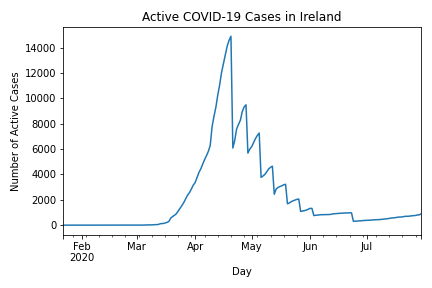 Active COVID-19 Cases in Ireland
Number of Active Cases
14000
12000
10000
8000
6000
4000
2000
0
Feb
2020
Mar
Apr
May
Jun
Jul
Day